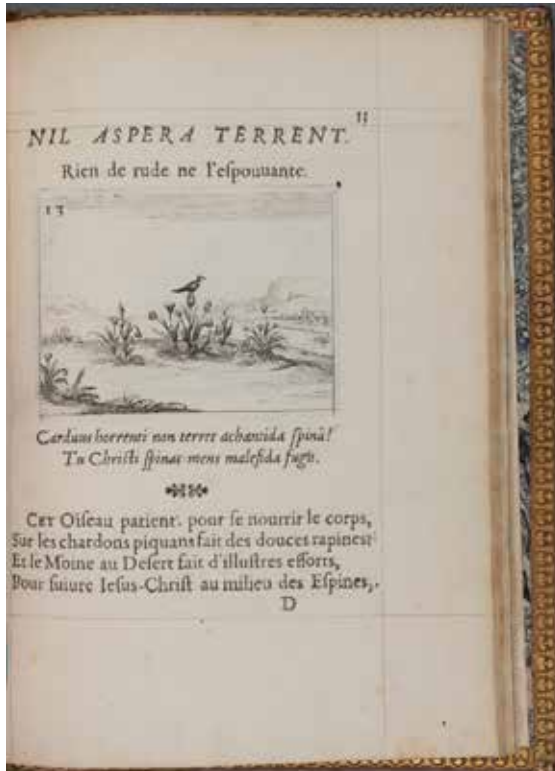 11
NIL ASPERA TERRENT.
Rien de rude ne l'eſpouuante.
13
Carduus horrenti non terret achantida ſpinâ!
Tu Chriſti ſpinas mens malefida fugis.
CET Oiſeau patient, pour ſe nourrir le corps,
Sur les chardons piquans fait des douces rapines:
Et le Moine au Deſert fait d'illuſtres efforts,
Pour ſuiure Ieſus-Chriſt au milieu des Eſpines,
D